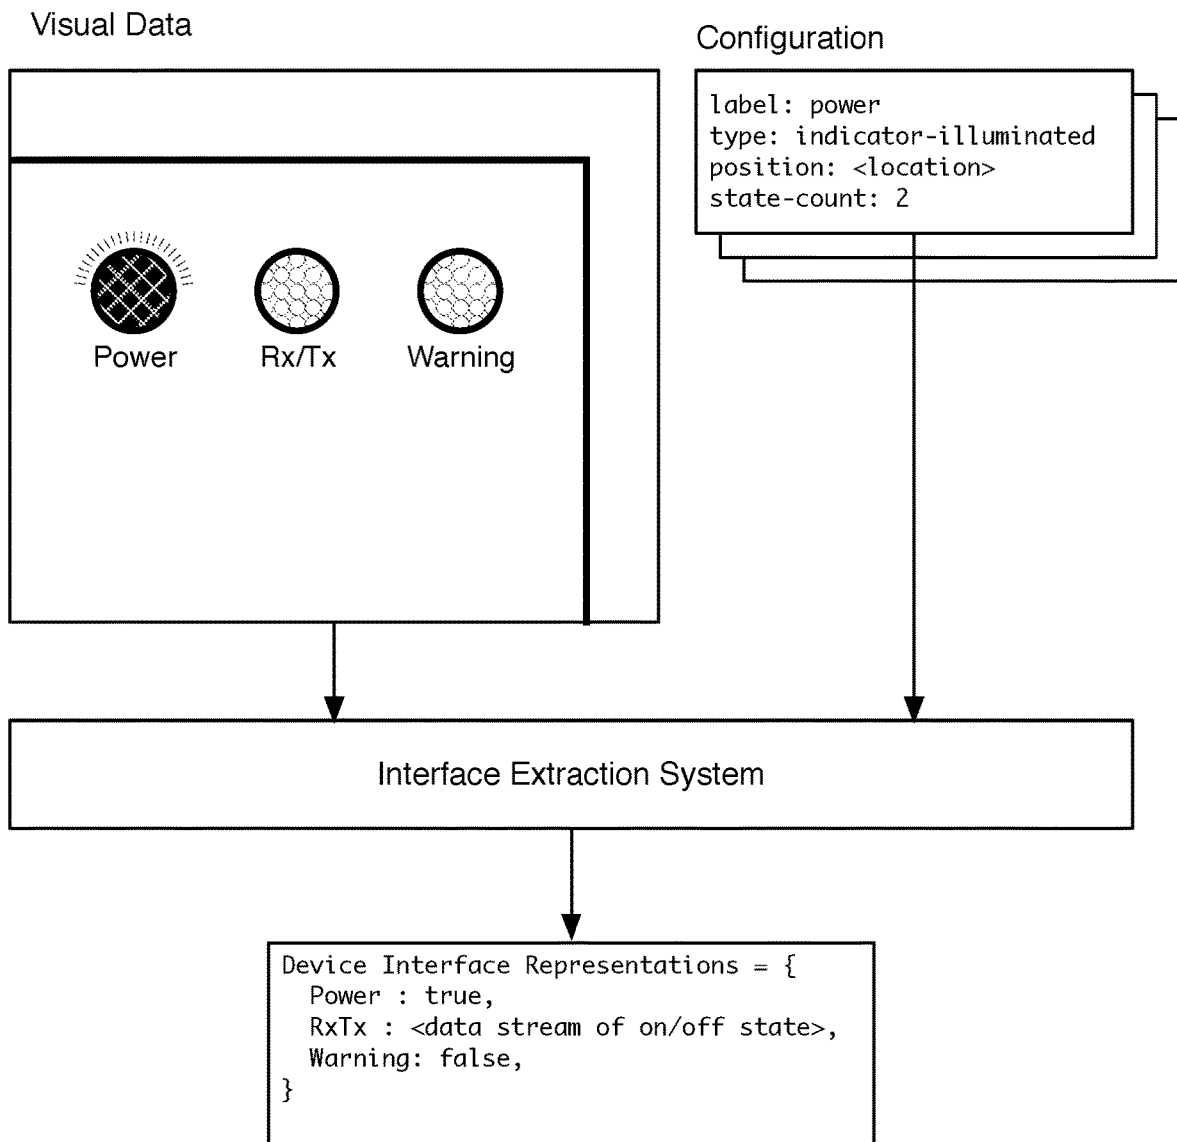 Visual Data
Configuration
label: power
type: indicator-illuminated
position: <location>
state-count: 2
Power
Rx/Tx
Warning
Interface Extraction System
Device Interface Representations = {
Power : true,
RxTx : <data stream of on/off state>,
Warning: false,
}